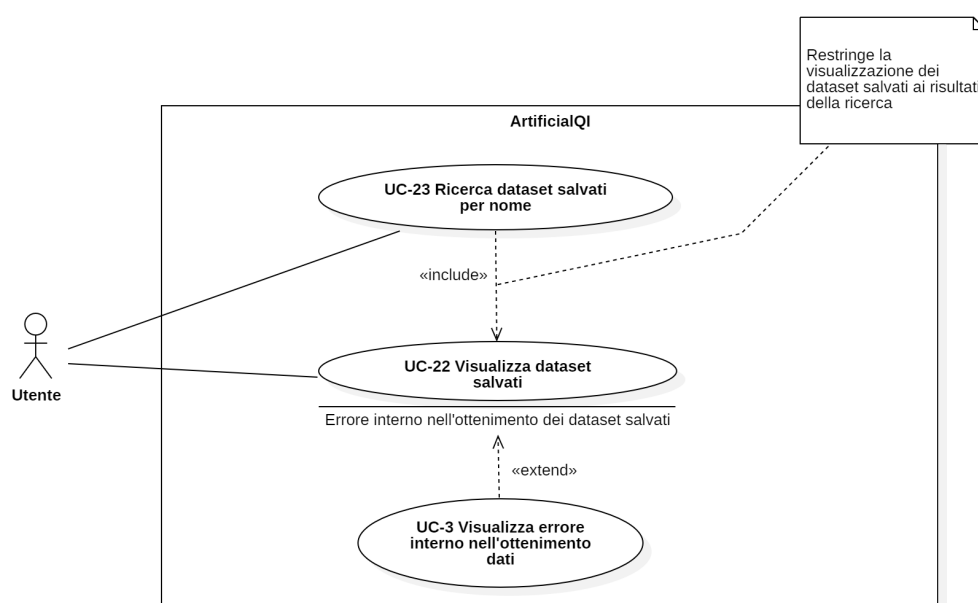 Restringe la
visualizzazione dei
dataset salvati ai risultati
della ricerca
ArtificialQI
UC-23 Ricerca dataset salvati
per nome
«include»
UC-22 Visualizza dataset
salvati
Utente
Errore interno nell'ottenimento dei dataset salvati
«extend»
UC-3 Visualizza errore
interno nell'ottenimento
dati